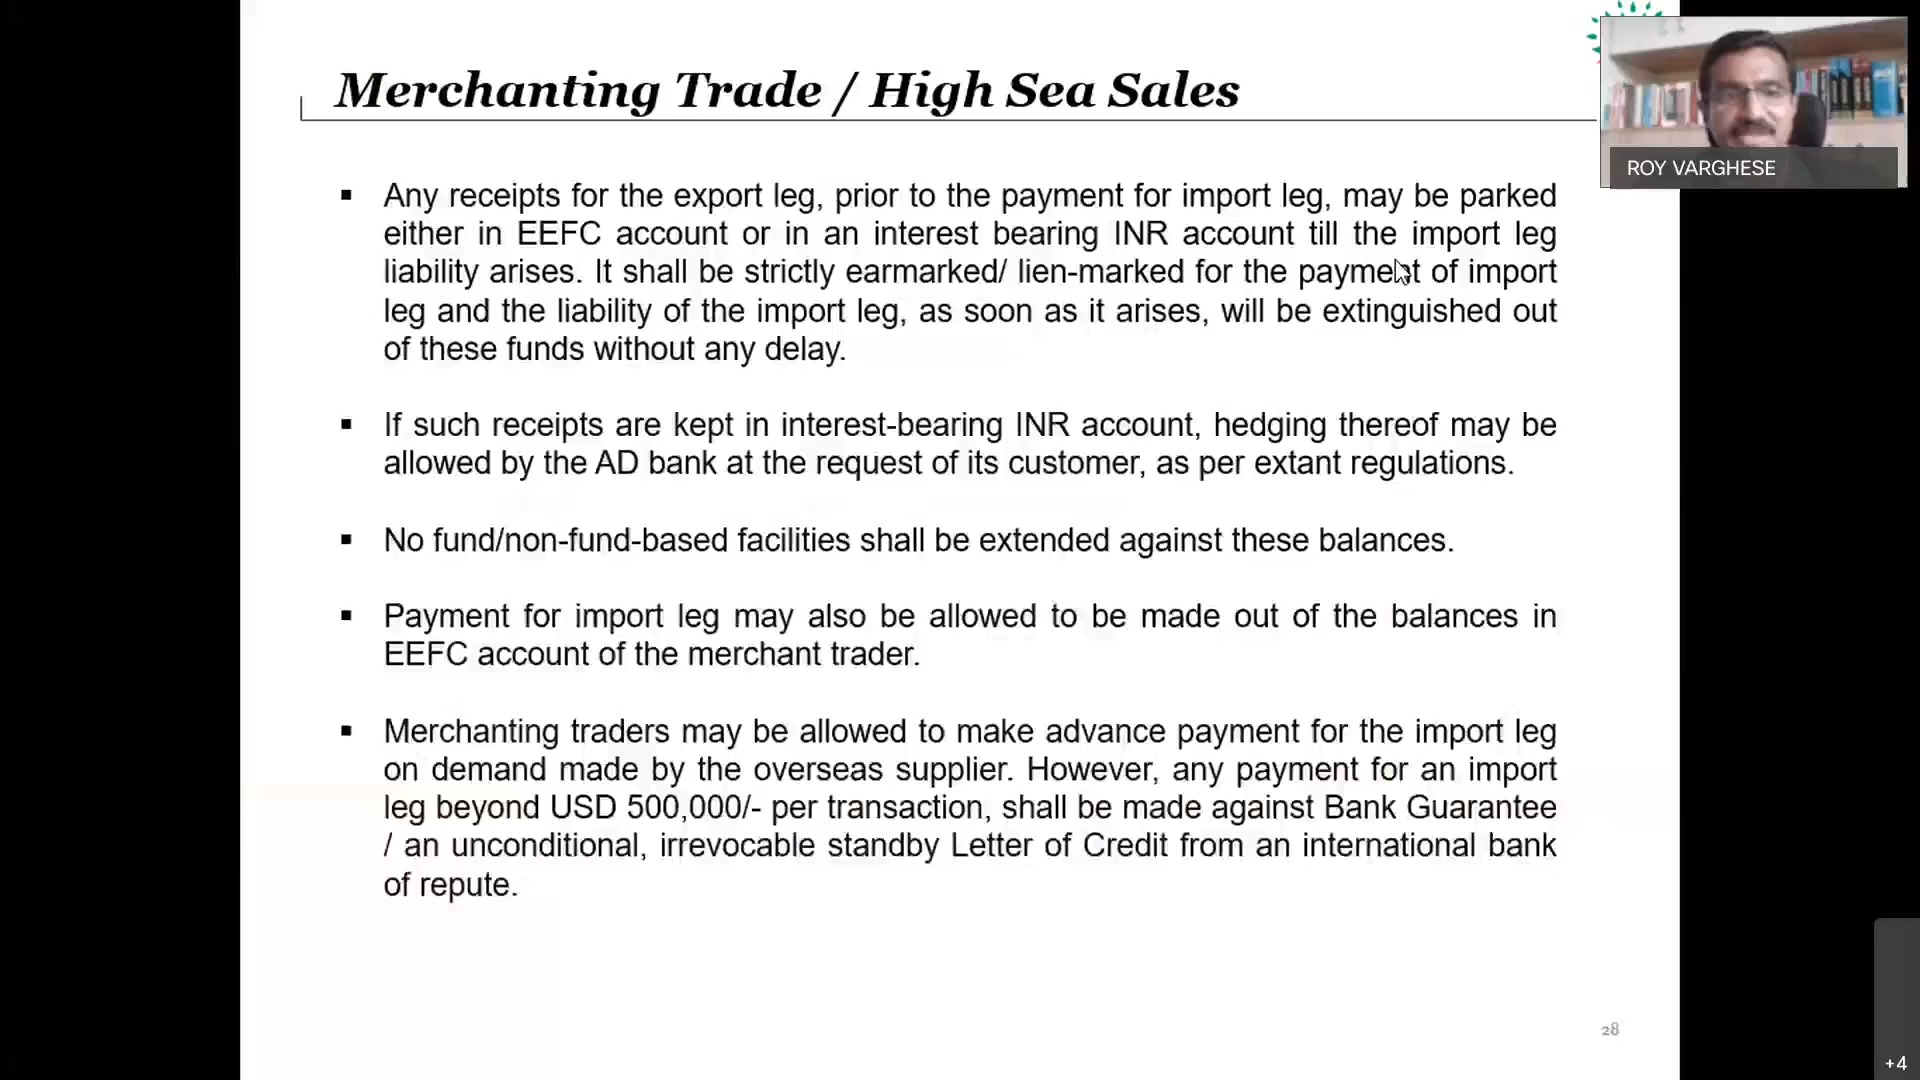 Merchanting Trade / High Sea Sales
ROY VARGHESE
▪ Any receipts for the export leg, prior to the payment for import leg, may be parked
either in EEFC account or in an interest bearing INR account till the import leg
liability arises. It shall be strictly earmarked/ lien-marked for the payment of import
leg and the liability of the import leg, as soon as it arises, will be extinguished out
of these funds without any delay.
▪ If such receipts are kept in interest-bearing INR account, hedging thereof may be
allowed by the AD bank at the request of its customer, as per extant regulations.
▪ No fund/non-fund-based facilities shall be extended against these balances.
▪ Payment for import leg may also be allowed to be made out of the balances in
EEFC account of the merchant trader.
▪ Merchanting traders may be allowed to make advance payment for the import leg
on demand made by the overseas supplier. However, any payment for an import
leg beyond USD 500,000/- per transaction, shall be made against Bank Guarantee
/ an unconditional, irrevocable standby Letter of Credit from an international bank
of repute.
28
+4